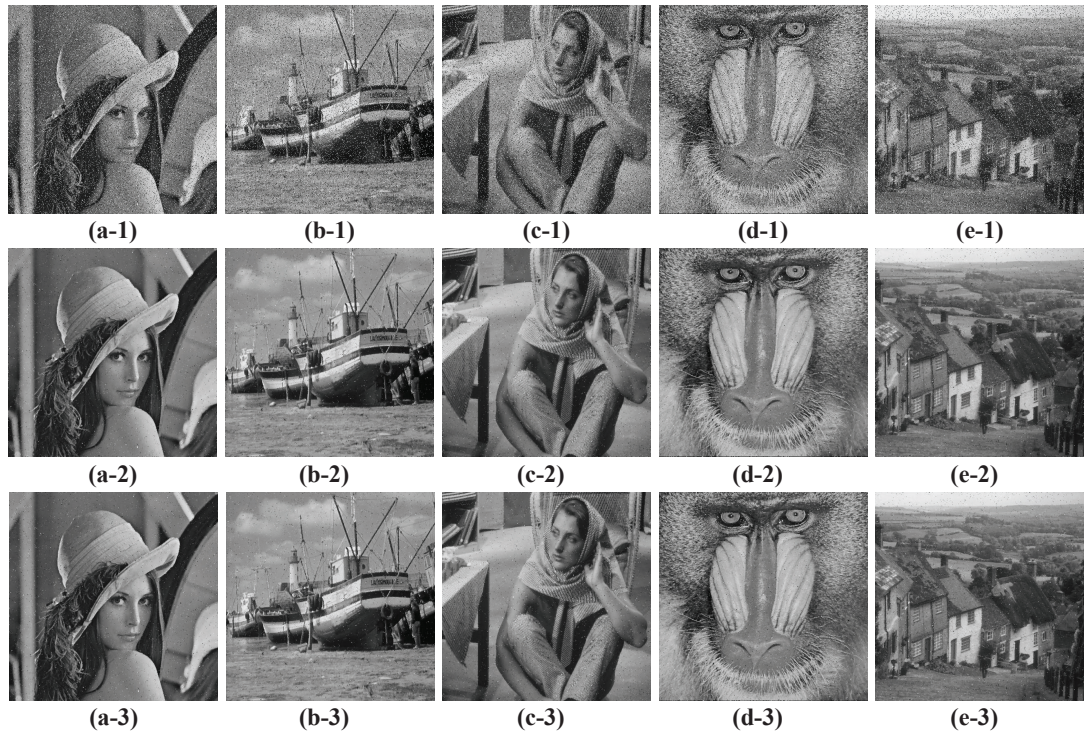 (a-1) (b-1) (c-1) (d-1) (e-1)
(a-2) (b-2) (c-2) (d-2) (e-2)
(a-3) (b-3) (c-3) (d-3) (e-3)